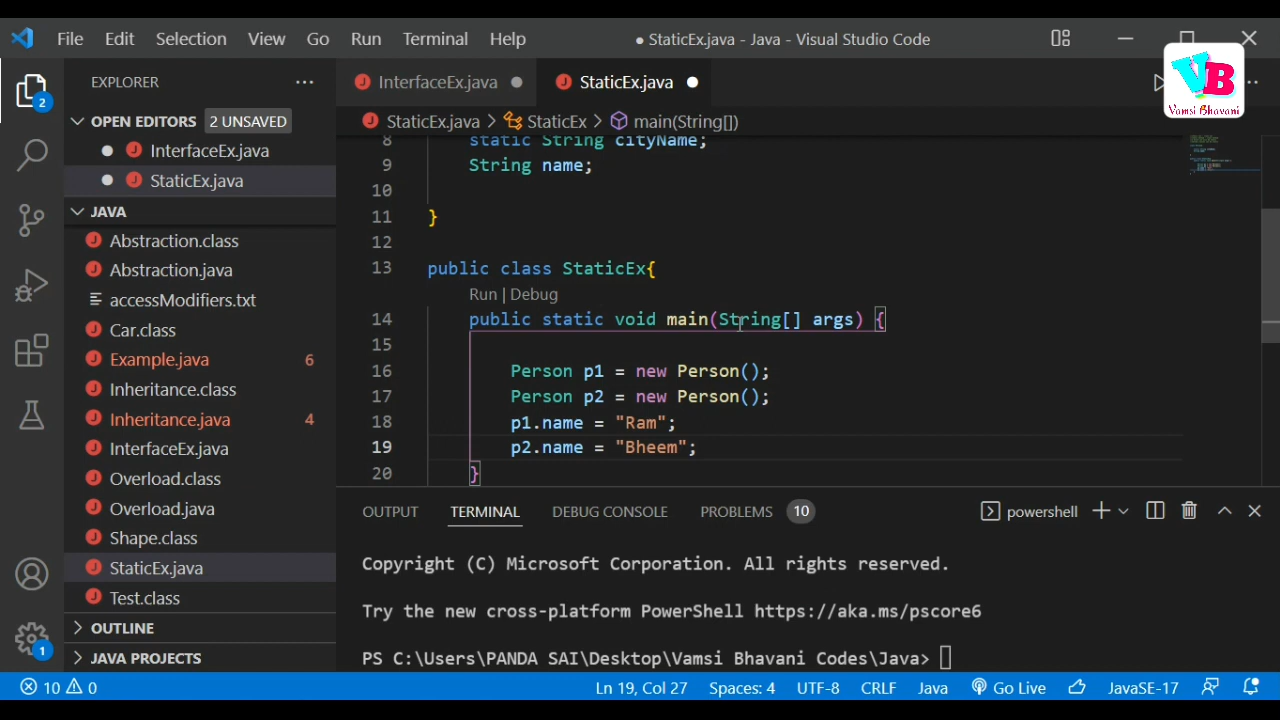 File Edit Selection View Go Run Terminal Help
● StaticEx.java - Java - Visual Studio Code
VB
Vamsi Bhavani
EXPLORER
OPEN EDITORS 2 UNSAVED
InterfaceEx.java
StaticEx.java
JAVA
Abstraction.class
Abstraction.java
accessModifiers.txt
Car.class
Example.java 6
Inheritance.class
Inheritance.java 4
InterfaceEx.java
Overload.class
Overload.java
Shape.class
StaticEx.java
Test.class
OUTLINE
JAVA PROJECTS
2
1
InterfaceEx.java StaticEx.java
StaticEx.java > StaticEx > main(String[])
8 static String cityName;
9 String name;
10
11 }
12
13 public class StaticEx{
Run | Debug
14 public static void main(String[] args) {
15
16 Person p1 = new Person();
17 Person p2 = new Person();
18 p1.name = "Ram";
19 p2.name = "Bheem";
20 }
OUTPUT TERMINAL DEBUG CONSOLE PROBLEMS 10 powershell
Copyright (C) Microsoft Corporation. All rights reserved.
Try the new cross-platform PowerShell https://aka.ms/pscore6
PS C:\Users\PANDA SAI\Desktop\Vamsi Bhavani Codes\Java>
10 0 Ln 19, Col 27 Spaces: 4 UTF-8 CRLF Java Go Live JavaSE-17